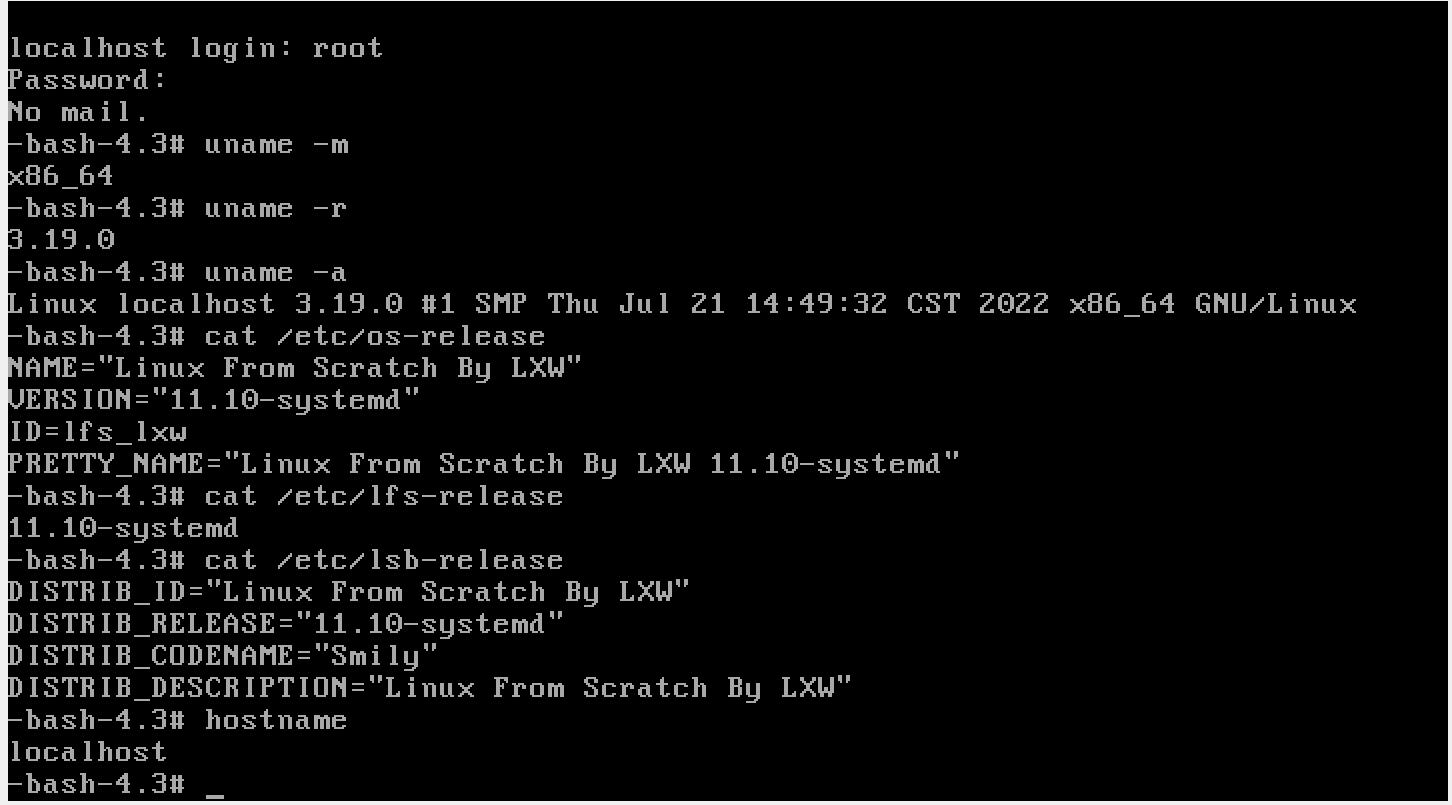 localhost login: root
Password:
No mail.
-bash-4.3# uname -m
x86_64
-bash-4.3# uname -r
3.19.0
-bash-4.3# uname -a
Linux localhost 3.19.0 #1 SMP Thu Jul 21 14:49:32 CST 2022 x86_64 GNU/Linux
-bash-4.3# cat /etc/os-release
NAME="Linux From Scratch By LXW"
VERSION="11.10-systemd"
ID=lfs_lxw
PRETTY_NAME="Linux From Scratch By LXW 11.10-systemd"
-bash-4.3# cat /etc/lfs-release
11.10-systemd
-bash-4.3# cat /etc/lsb-release
DISTRIB_ID="Linux From Scratch By LXW"
DISTRIB_RELEASE="11.10-systemd"
DISTRIB_CODENAME="Smily"
DISTRIB_DESCRIPTION="Linux From Scratch By LXW"
-bash-4.3# hostname
localhost
-bash-4.3# _